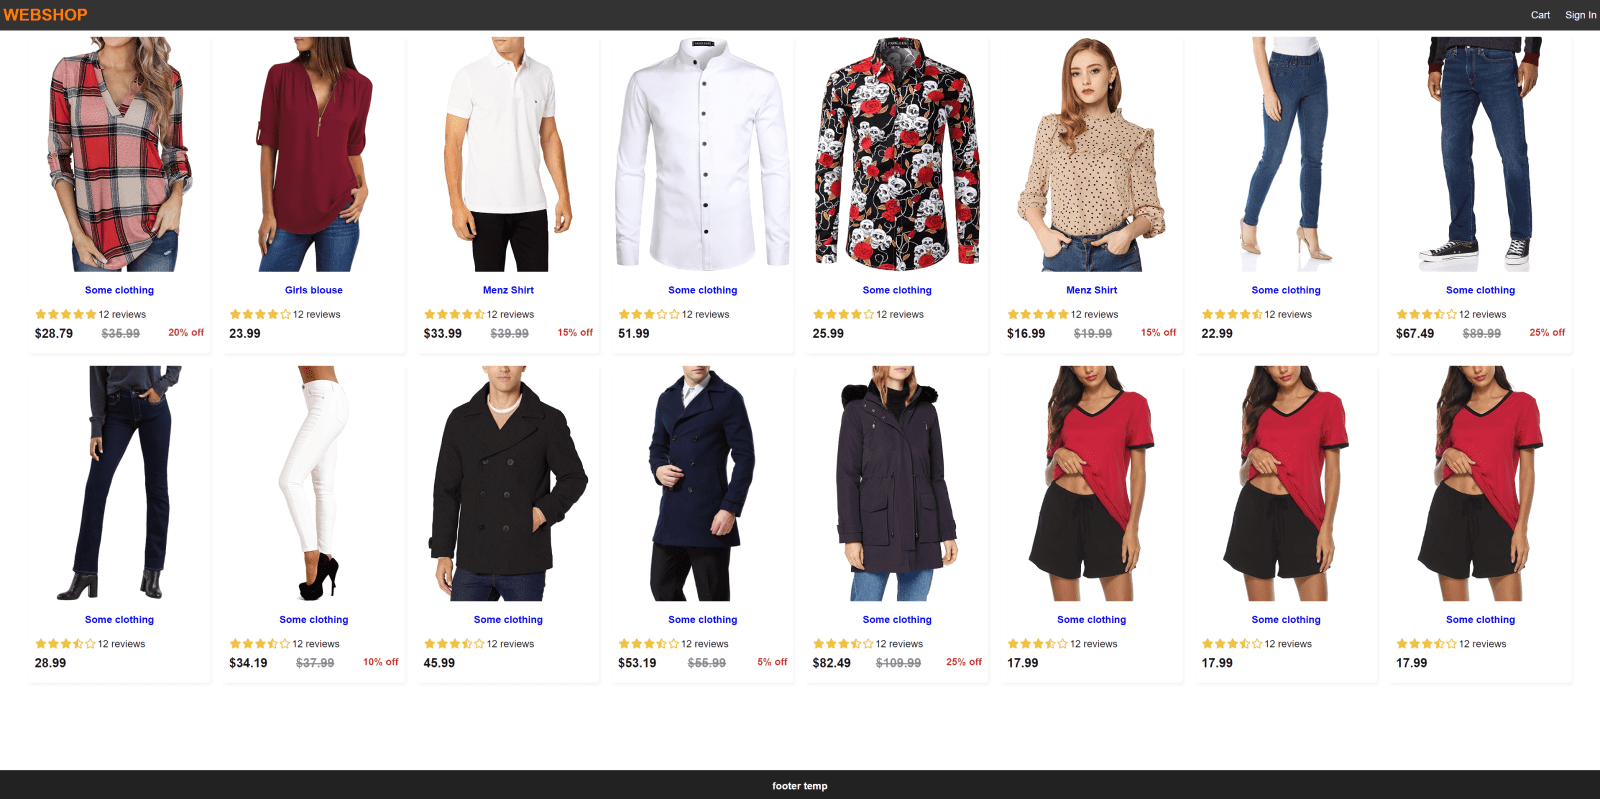 WEBSHOP
Cart Sign In
Some clothing
12 reviews
$28.79 $35.99 20% off
Girls blouse
12 reviews
23.99
Menz Shirt
12 reviews
$33.99 $39.99 15% off
Some clothing
12 reviews
51.99
Some clothing
12 reviews
25.99
Menz Shirt
12 reviews
$16.99 $19.99 15% off
Some clothing
12 reviews
22.99
Some clothing
12 reviews
$67.49 $89.99 25% off
Some clothing
12 reviews
28.99
Some clothing
12 reviews
$34.19 $37.99 10% off
Some clothing
12 reviews
45.99
Some clothing
12 reviews
$53.19 $55.99 5% off
Some clothing
12 reviews
$82.49 $109.99 25% off
Some clothing
12 reviews
17.99
Some clothing
12 reviews
17.99
Some clothing
12 reviews
17.99
footer temp